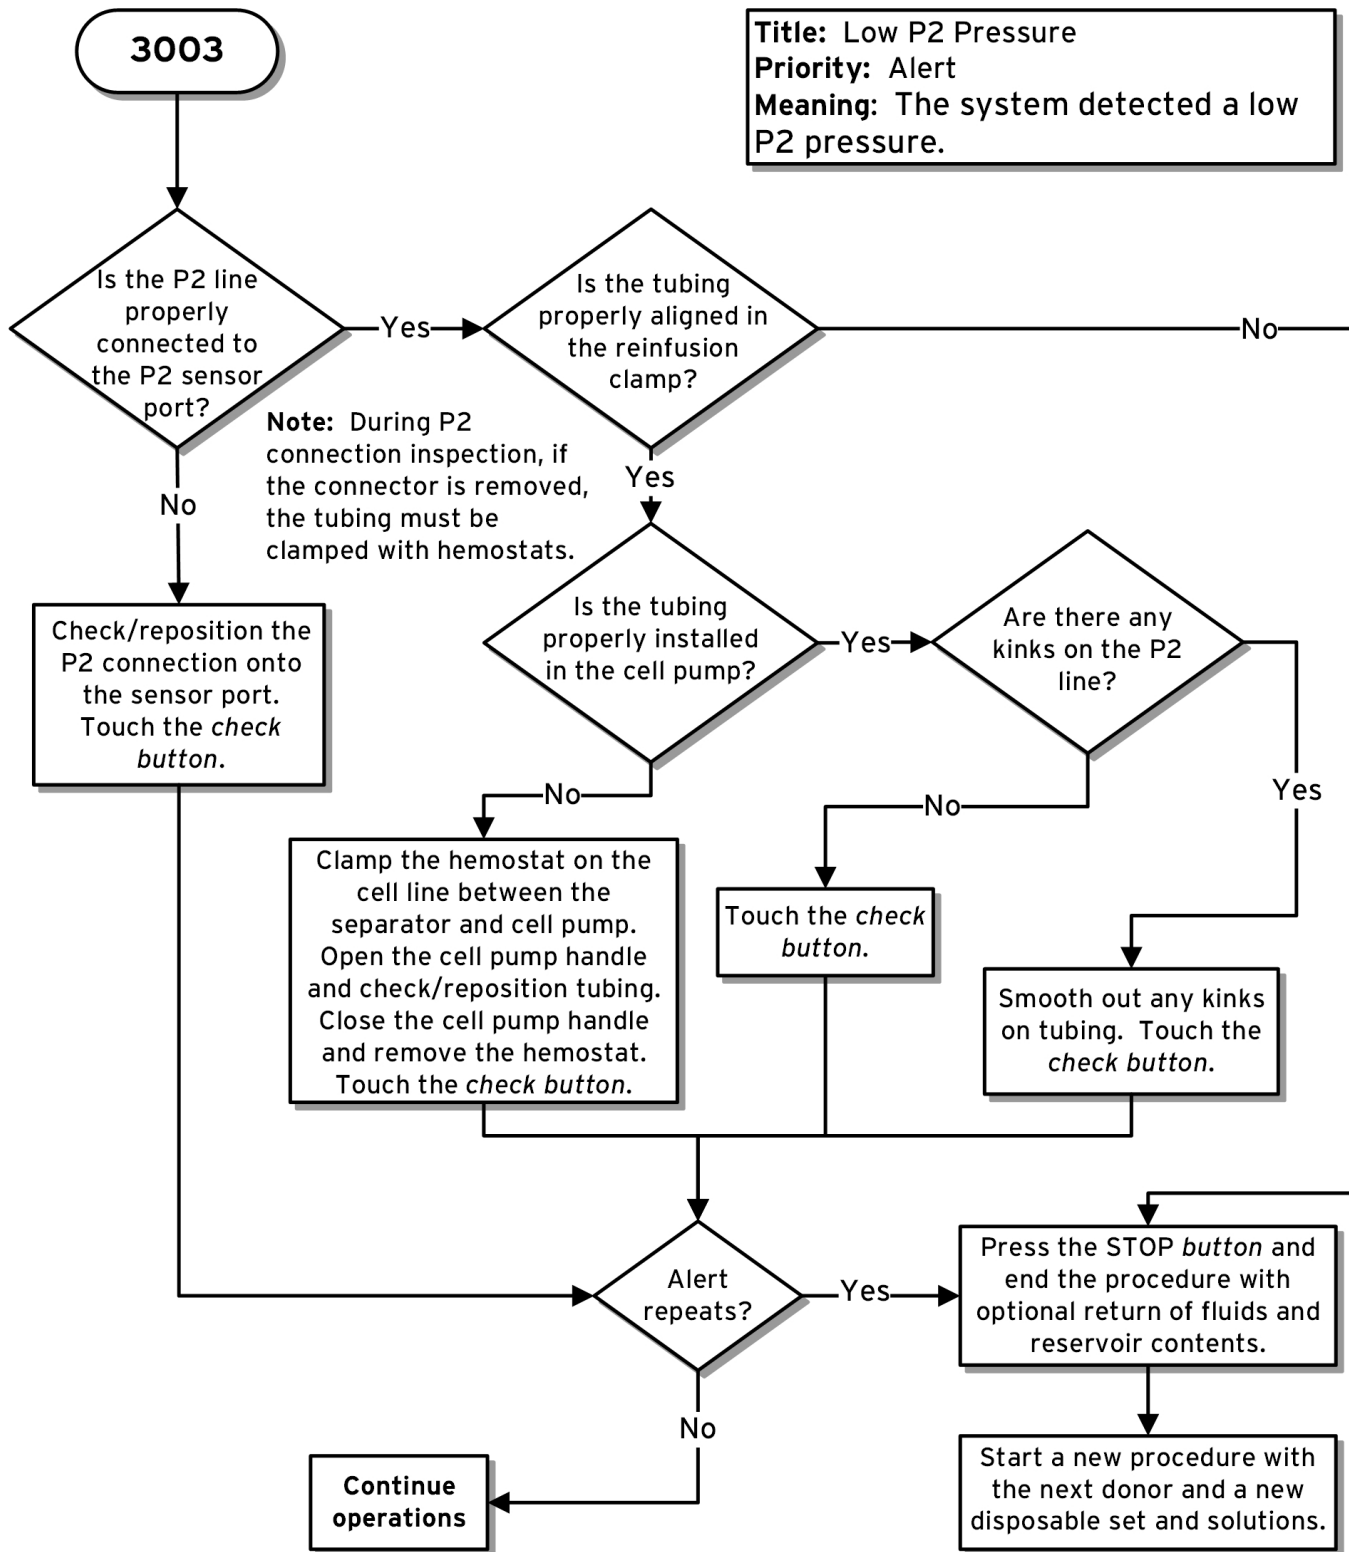 3003
Title: Low P2 Pressure
Priority: Alert
Meaning: The system detected a low
P2 pressure.
Is the P2 line
properly
connected to
the P2 sensor
port?
Yes
Is the tubing
properly aligned in
the reinfusion
clamp?
No
Note: During P2
connection inspection, if
the connector is removed,
the tubing must be
clamped with hemostats.
Yes
No
Check/reposition the
P2 connection onto
the sensor port.
Touch the check
button.
Is the tubing
properly installed
in the cell pump?
Yes
Are there any
kinks on the P2
line?
No
No
Yes
Clamp the hemostat on the
cell line between the
separator and cell pump.
Open the cell pump handle
and check/reposition tubing.
Close the cell pump handle
and remove the hemostat.
Touch the check button.
Touch the check
button.
Smooth out any kinks
on tubing. Touch the
check button.
Alert
repeats?
Yes
Press the STOP button and
end the procedure with
optional return of fluids and
reservoir contents.
No
Continue
operations
Start a new procedure with
the next donor and a new
disposable set and solutions.